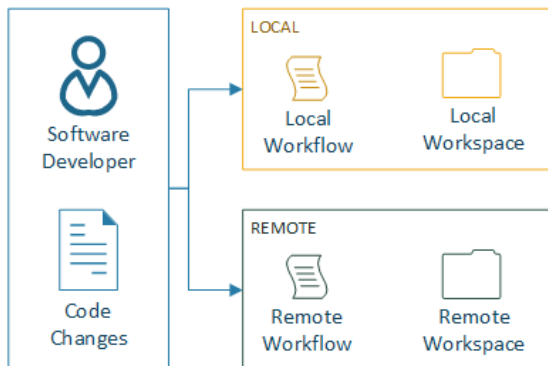 Software
Developer
Code
Changes
LOCAL
Local
Workflow
Local
Workspace
REMOTE
Remote
Workflow
Remote
Workspace